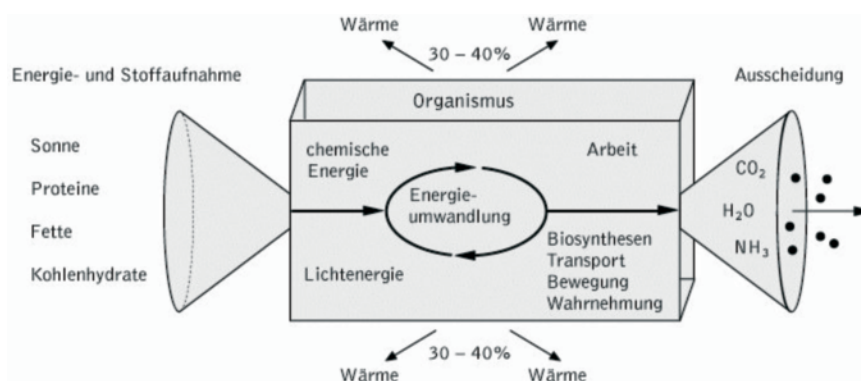 Wärme
Wärme
30 – 40%
Energie- und Stoffaufnahme
Ausscheidung
Organismus
Sonne
Proteine
Fette
Kohlenhydrate
chemische
Energie
Energie-
umwandlung
Lichtenergie
Arbeit
Biosynthesen
Transport
Bewegung
Wahrnehmung
CO2
H2O
NH3
30 – 40%
Wärme
Wärme